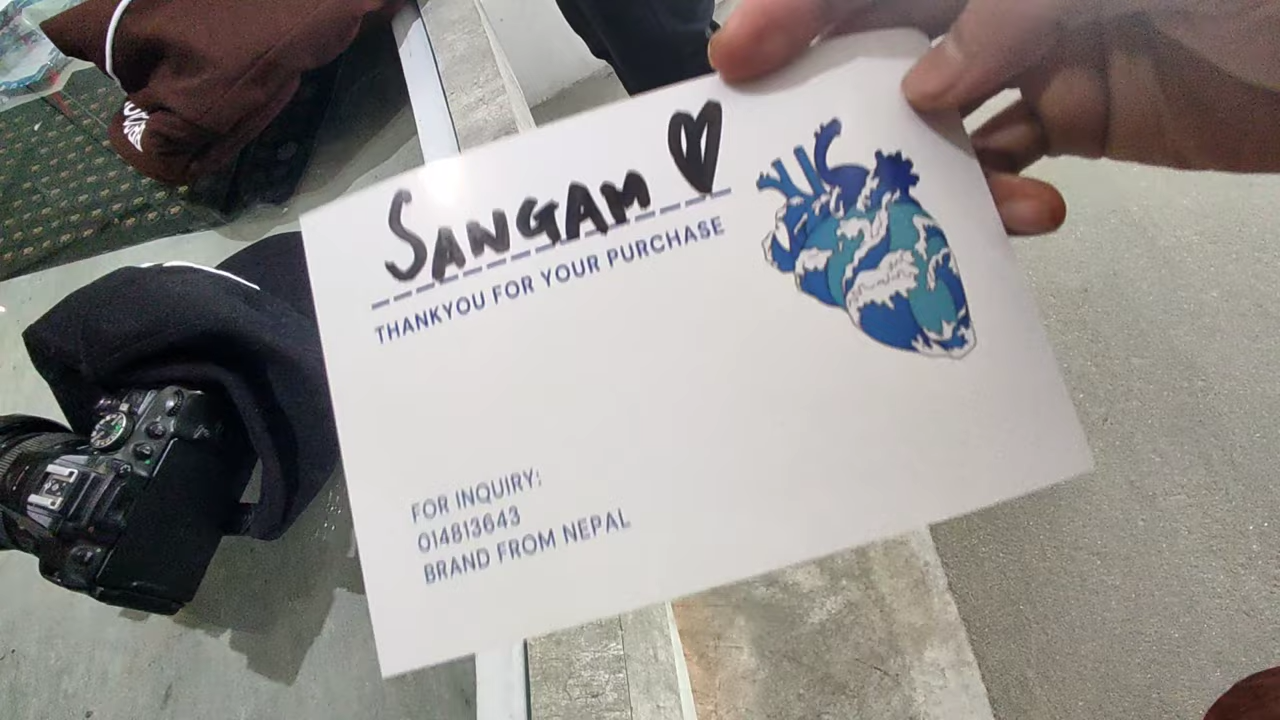 SANGAM
THANKYOU FOR YOUR PURCHASE
FOR INQUIRY:
014813643
BRAND FROM NEPAL